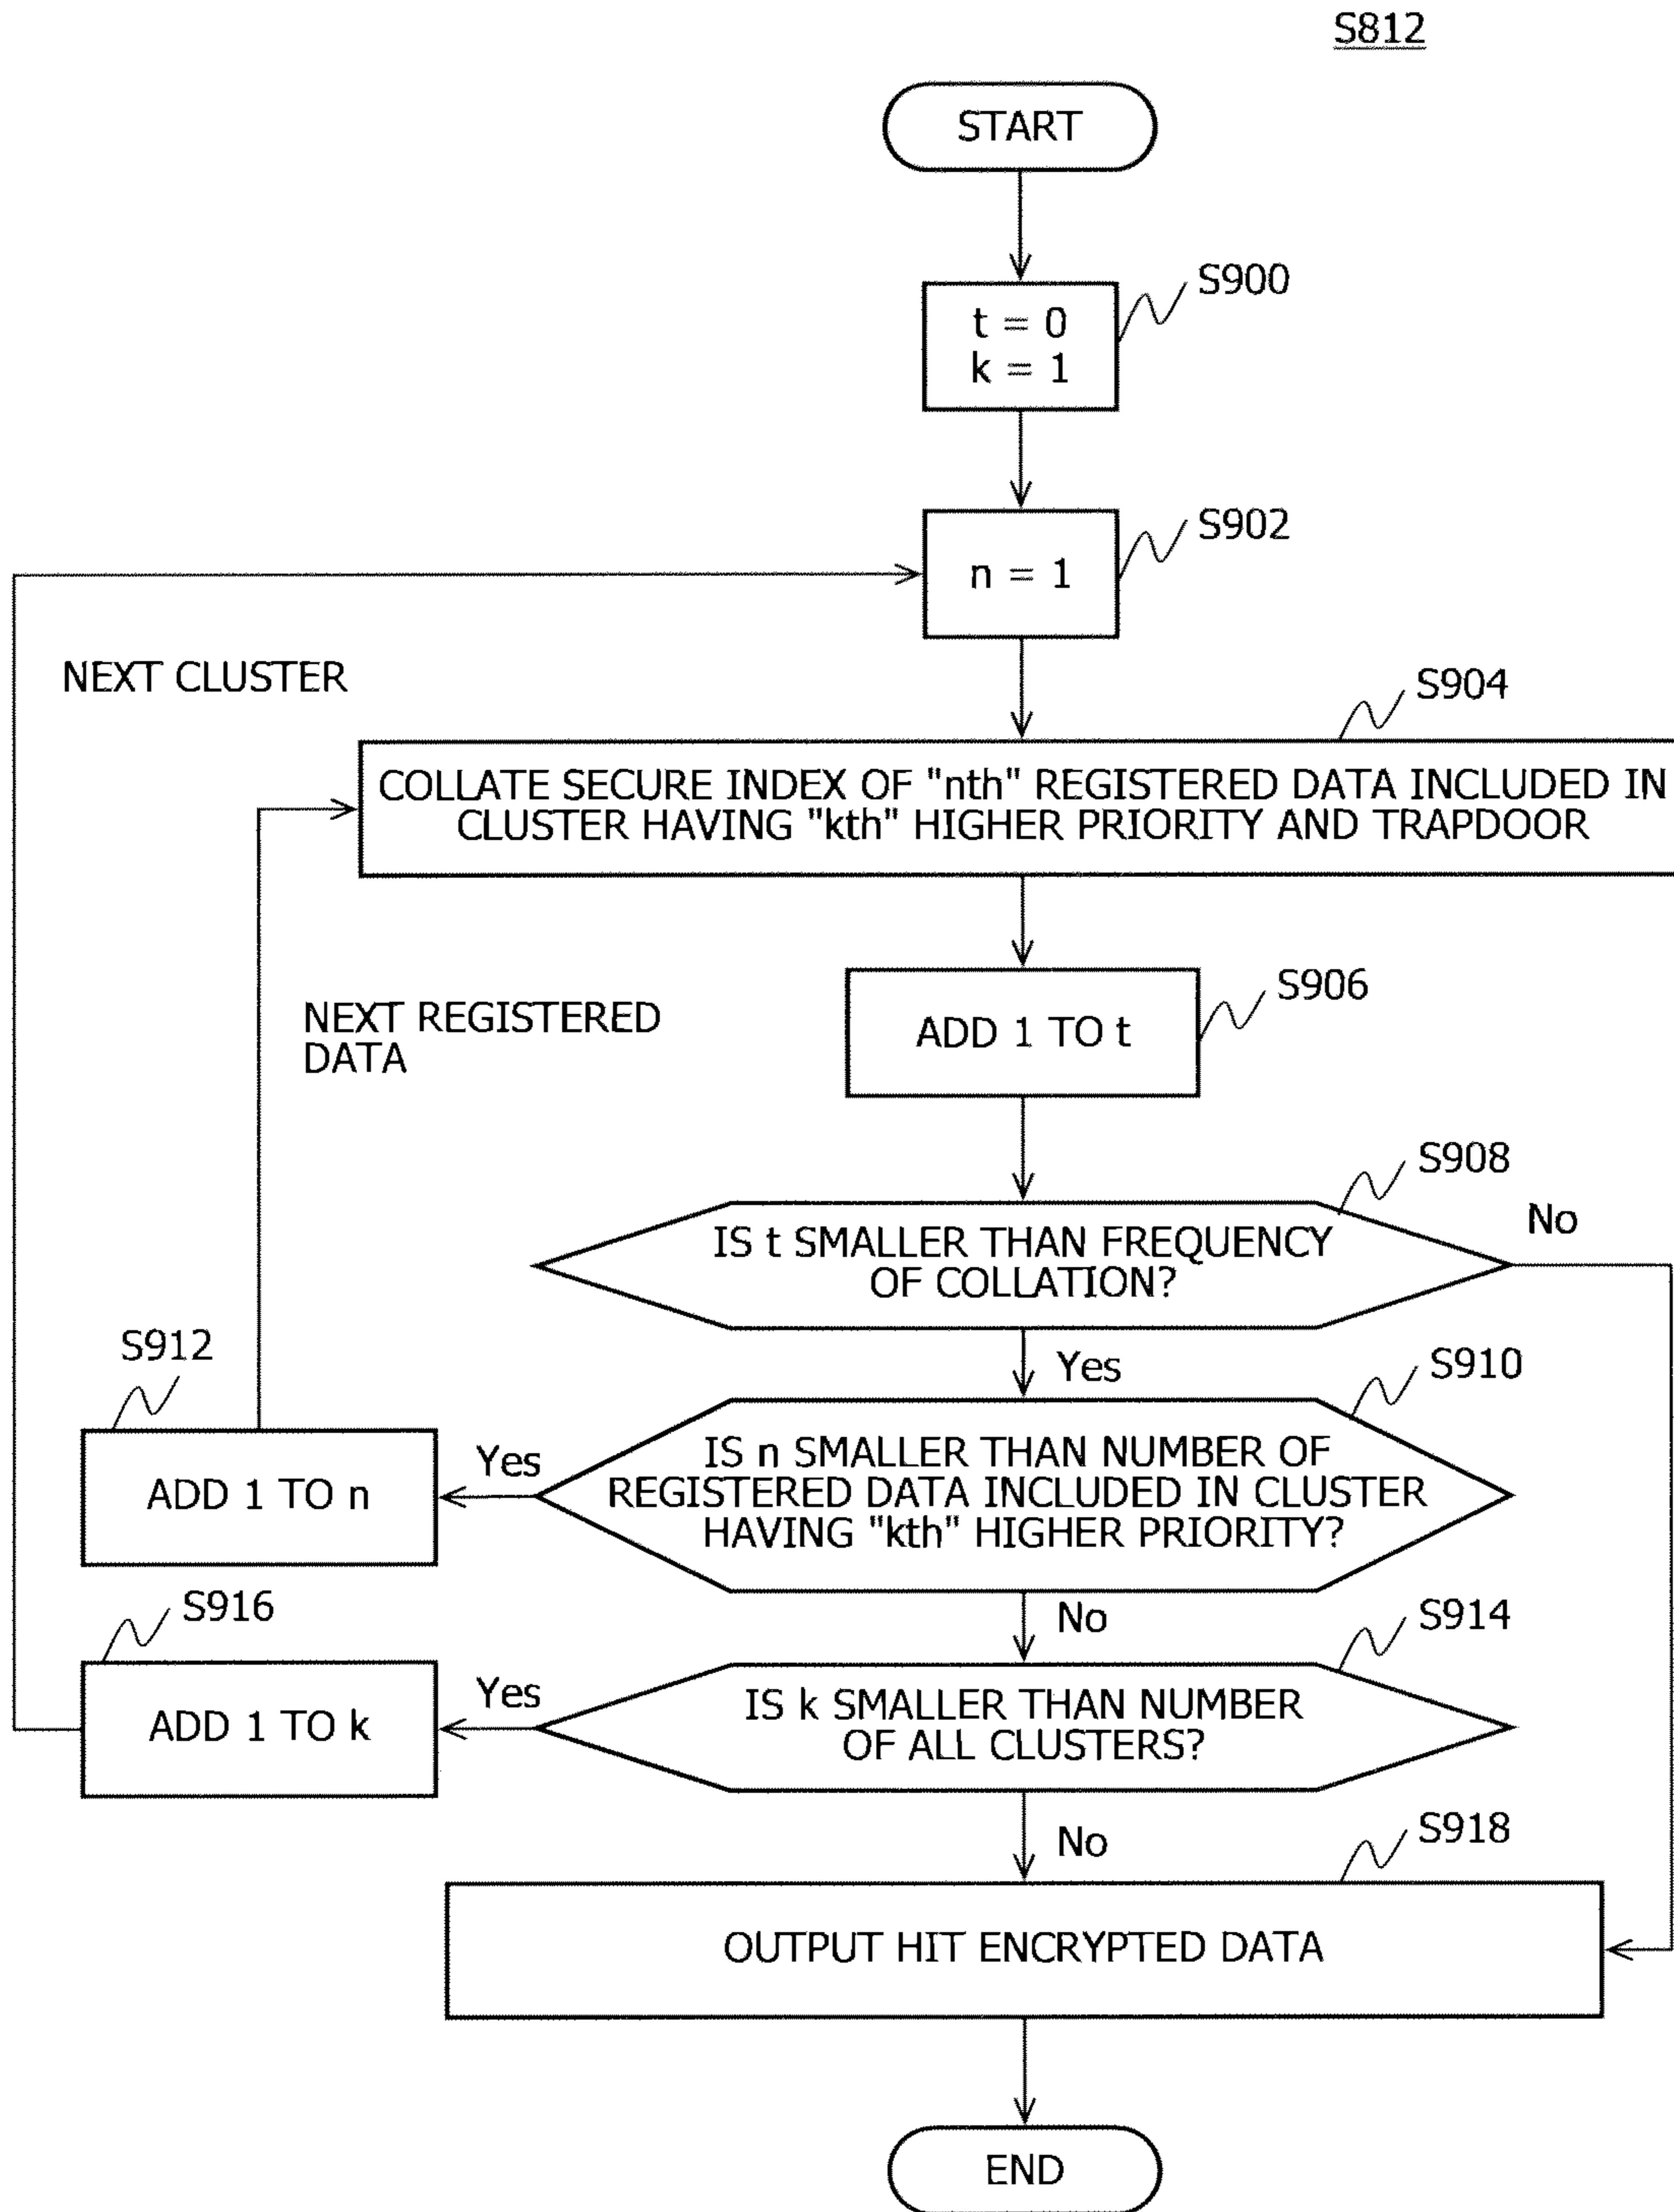 S812
START
S900
t = 0
k = 1
S902
n = 1
NEXT CLUSTER
S904
COLLATE SECURE INDEX OF "nth" REGISTERED DATA INCLUDED IN
CLUSTER HAVING "kth" HIGHER PRIORITY AND TRAPDOOR
S906
NEXT REGISTERED
DATA
ADD 1 TO t
S908
No
IS t SMALLER THAN FREQUENCY
OF COLLATION?
S912
Yes
S910
ADD 1 TO n
Yes
IS n SMALLER THAN NUMBER OF
REGISTERED DATA INCLUDED IN CLUSTER
HAVING "kth" HIGHER PRIORITY?
S916
No
S914
ADD 1 TO k
Yes
IS k SMALLER THAN NUMBER
OF ALL CLUSTERS?
No
S918
OUTPUT HIT ENCRYPTED DATA
END